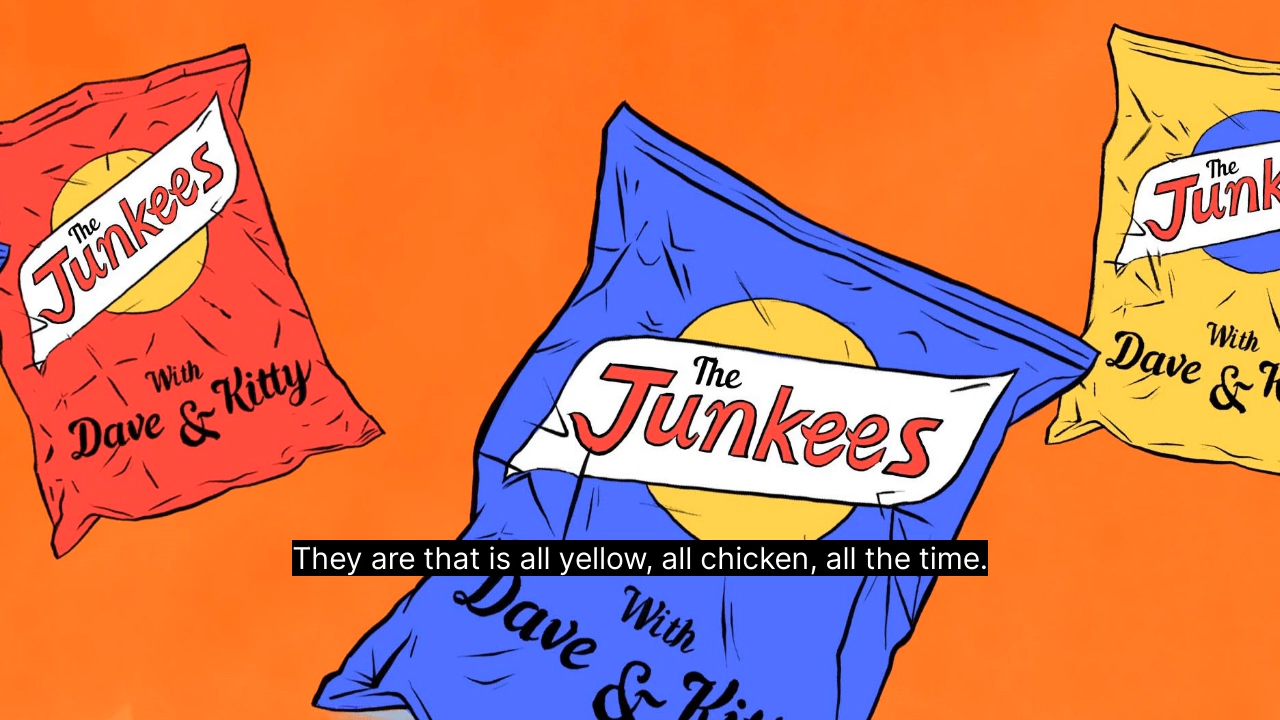 The
Junkees
With
Dave & Kitty
The
Junkees
With
Dave &
The
With
Dave &
They are that is all yellow, all chicken, all the time.